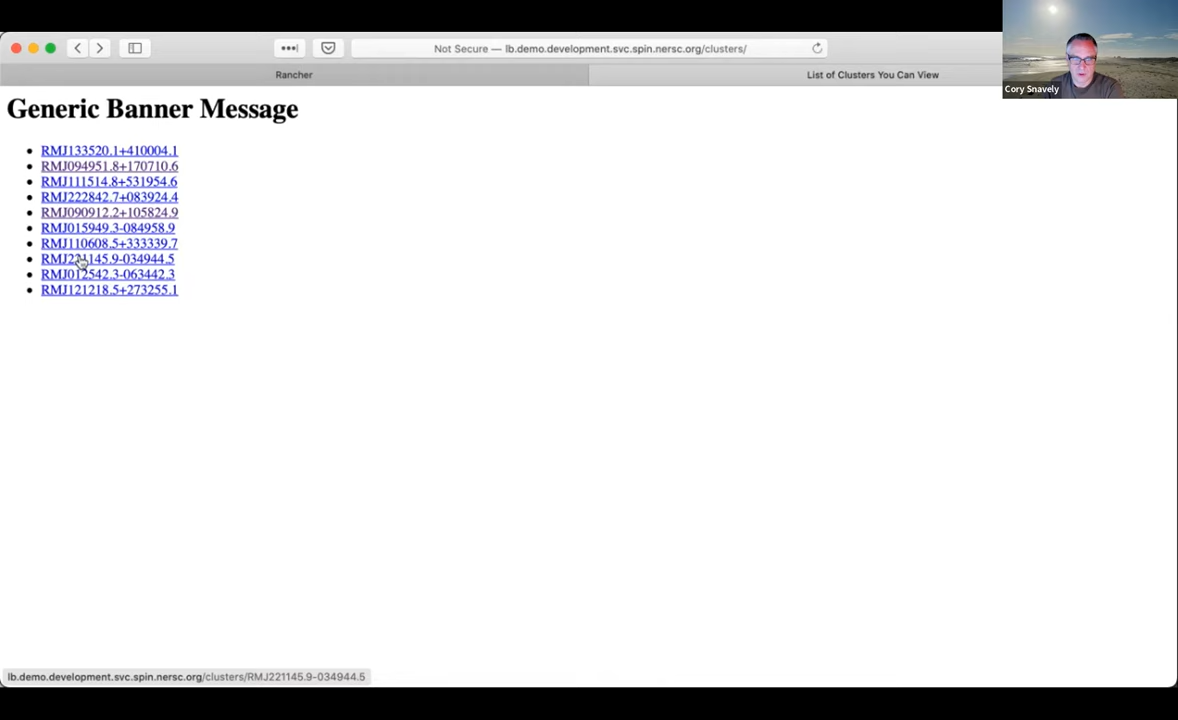 Not Secure — lb.demo.development.svc.spin.nersc.org/clusters/
Rancher
List of Clusters You Can View
Cory Snavely
Generic Banner Message
RMJ133520.1+410004.1
RMJ094951.8+170710.6
RMJ111514.8+531954.6
RMJ222842.7+083924.4
RMJ090912.2+105824.9
RMJ015949.3-084958.9
RMJ110608.5+333339.7
RMJ221145.9-034944.5
RMJ012542.3-063442.3
RMJ121218.5+273255.1
lb.demo.development.svc.spin.nersc.org/clusters/RMJ221145.9-034944.5